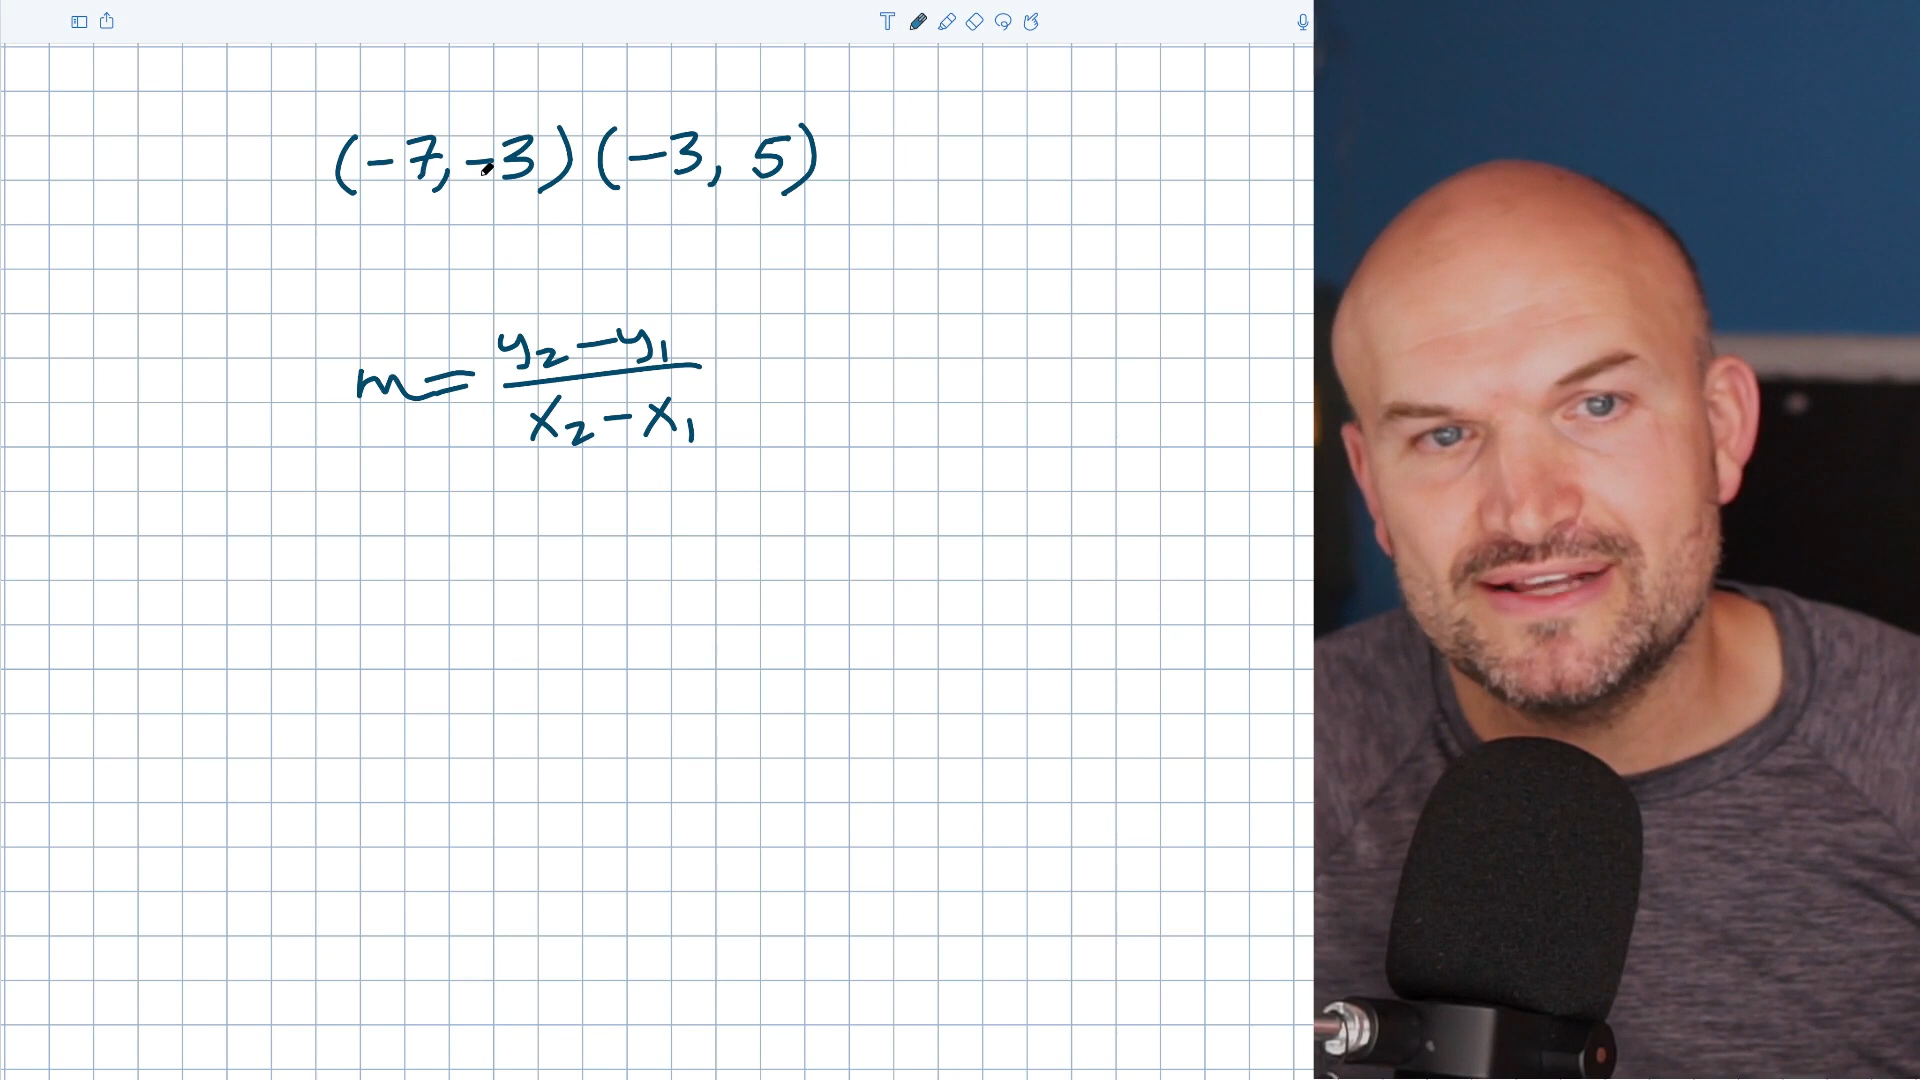 (-7, -3) (-3, 5)
m = y₂ - y₁ / x₂ - x₁